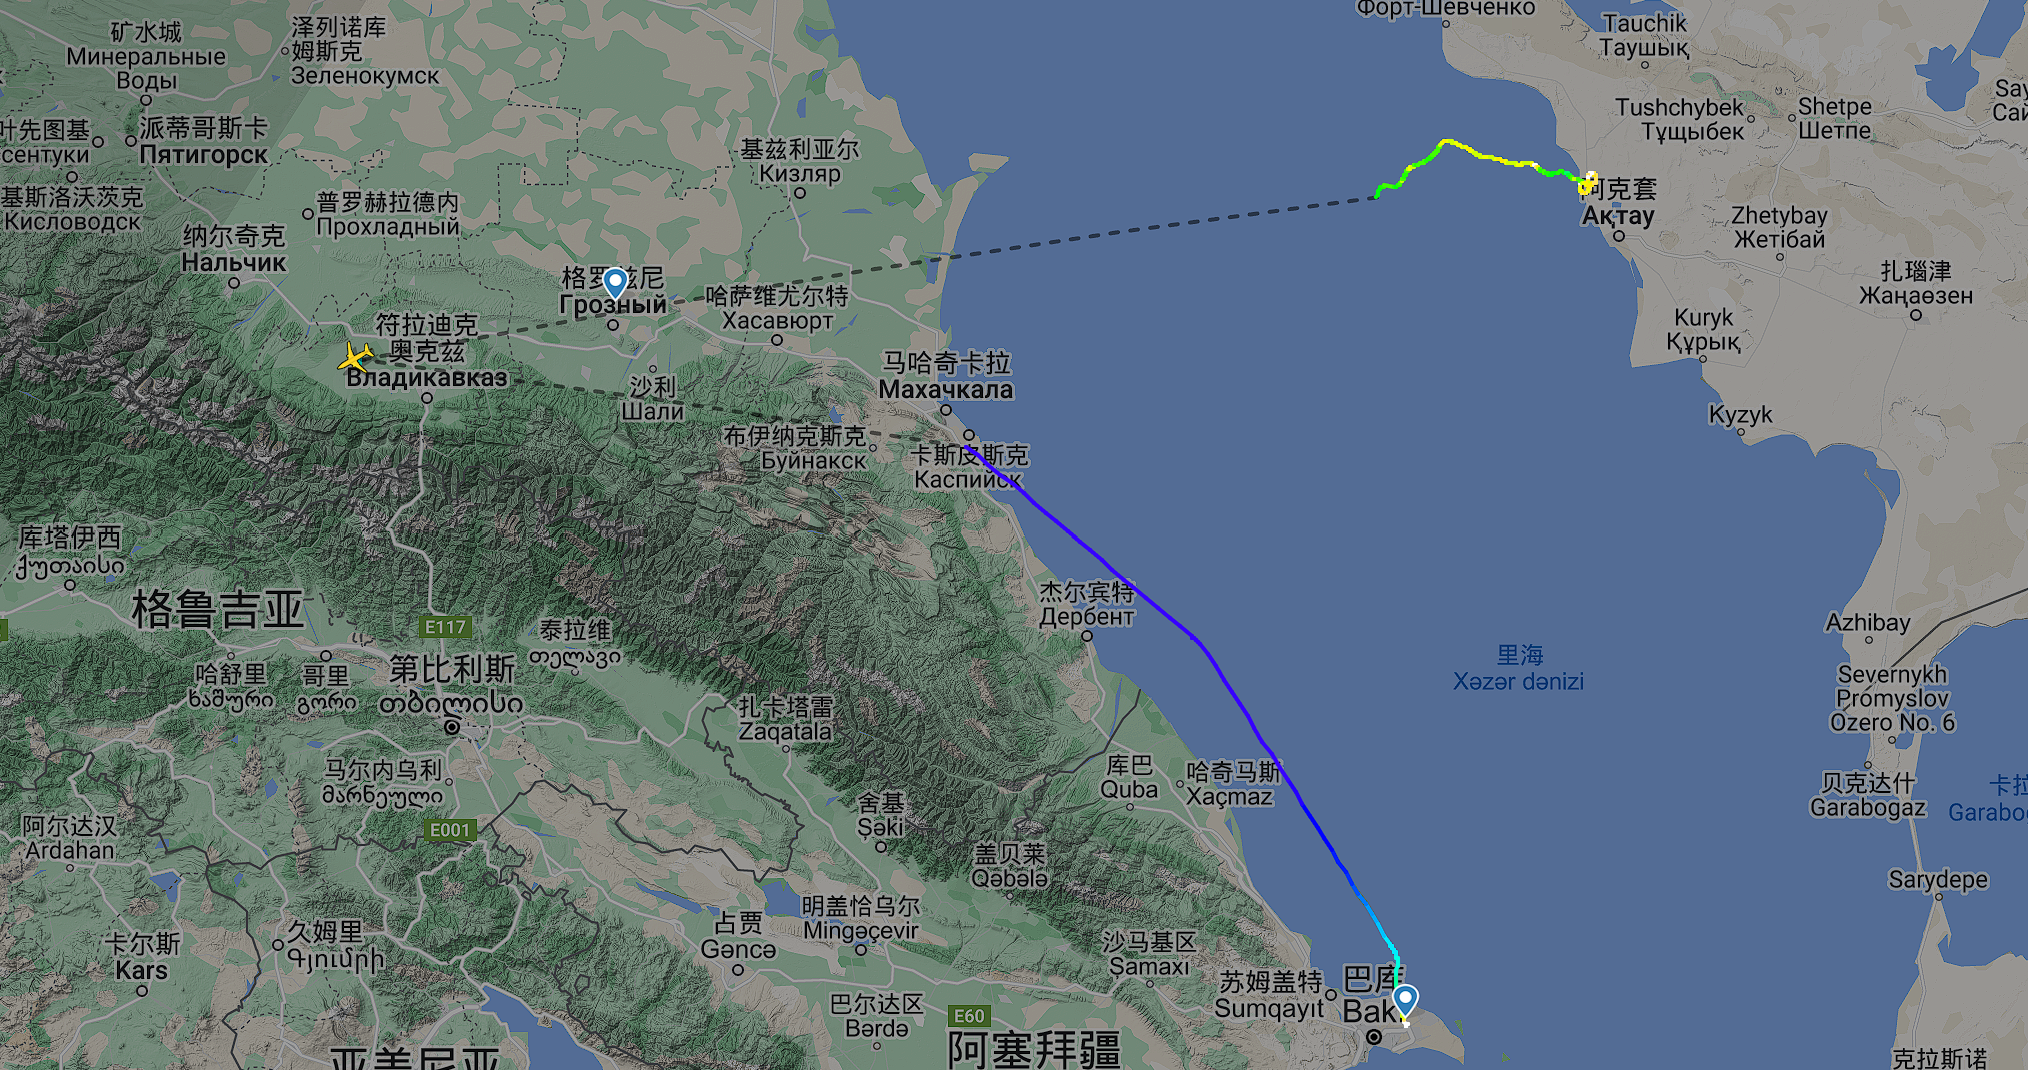 Форт-Шевченко
Tauchik
Таушық
矿水城
Минеральные
Воды
泽列诺库
姆斯克
Зеленокумск
Tushchybek
Тұщыбек
Shetpe
Шетпе
叶先图基
сентуки
派蒂哥斯卡
Пятигорск
基兹利亚尔
Кизляр
基斯洛沃茨克
Кисловодск
普罗赫拉德内
Прохладный
阿克套
Ақтау
Zhetybay
Жетібай
纳尔奇克
Нальчик
格罗兹尼
Грозный
哈萨维尤尔特
Хасавюрт
扎瑙津
Жаңаөзен
Kuryk
Құрық
符拉迪克
奥克兹
Владикавказ
沙利
Шали
马哈奇卡拉
Махачкала
Kyzyk
布伊纳克斯克
Буйнакск
卡斯皮斯克
Каспийск
库塔伊西
ქუთაისი
格鲁吉亚
E117
泰拉维
თელავი
杰尔宾特
Дербент
Azhibay
哈舒里
ხაშური
哥里
გორი
第比利斯
თბილისი
里海
Xəzər dənizi
Severnykh
Promyslov
Ozero No. 6
扎卡塔雷
Zaqatala
马尔内乌利
მარნეული
库巴
Quba
哈奇马斯
Xaçmaz
贝克达什
Garabogaz
阿尔达汉
Ardahan
E001
舍基
Şəki
盖贝莱
Qəbələ
Sarydepe
卡尔斯
Kars
久姆里
Գյումրի
占贾
Gəncə
明盖恰乌尔
Mingəçevir
沙马基区
Şamaxı
苏姆盖特
Sumqayıt
巴库
Bakı
巴尔达区
Bərdə
E60
阿塞拜疆
亚美尼亚
克拉斯诺